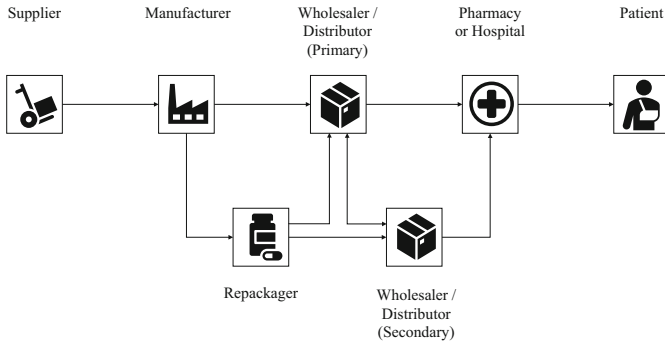 Supplier
Manufacturer
Wholesaler /
Distributor
(Primary)
Pharmacy
or Hospital
Patient
Repackager
Wholesaler /
Distributor
(Secondary)